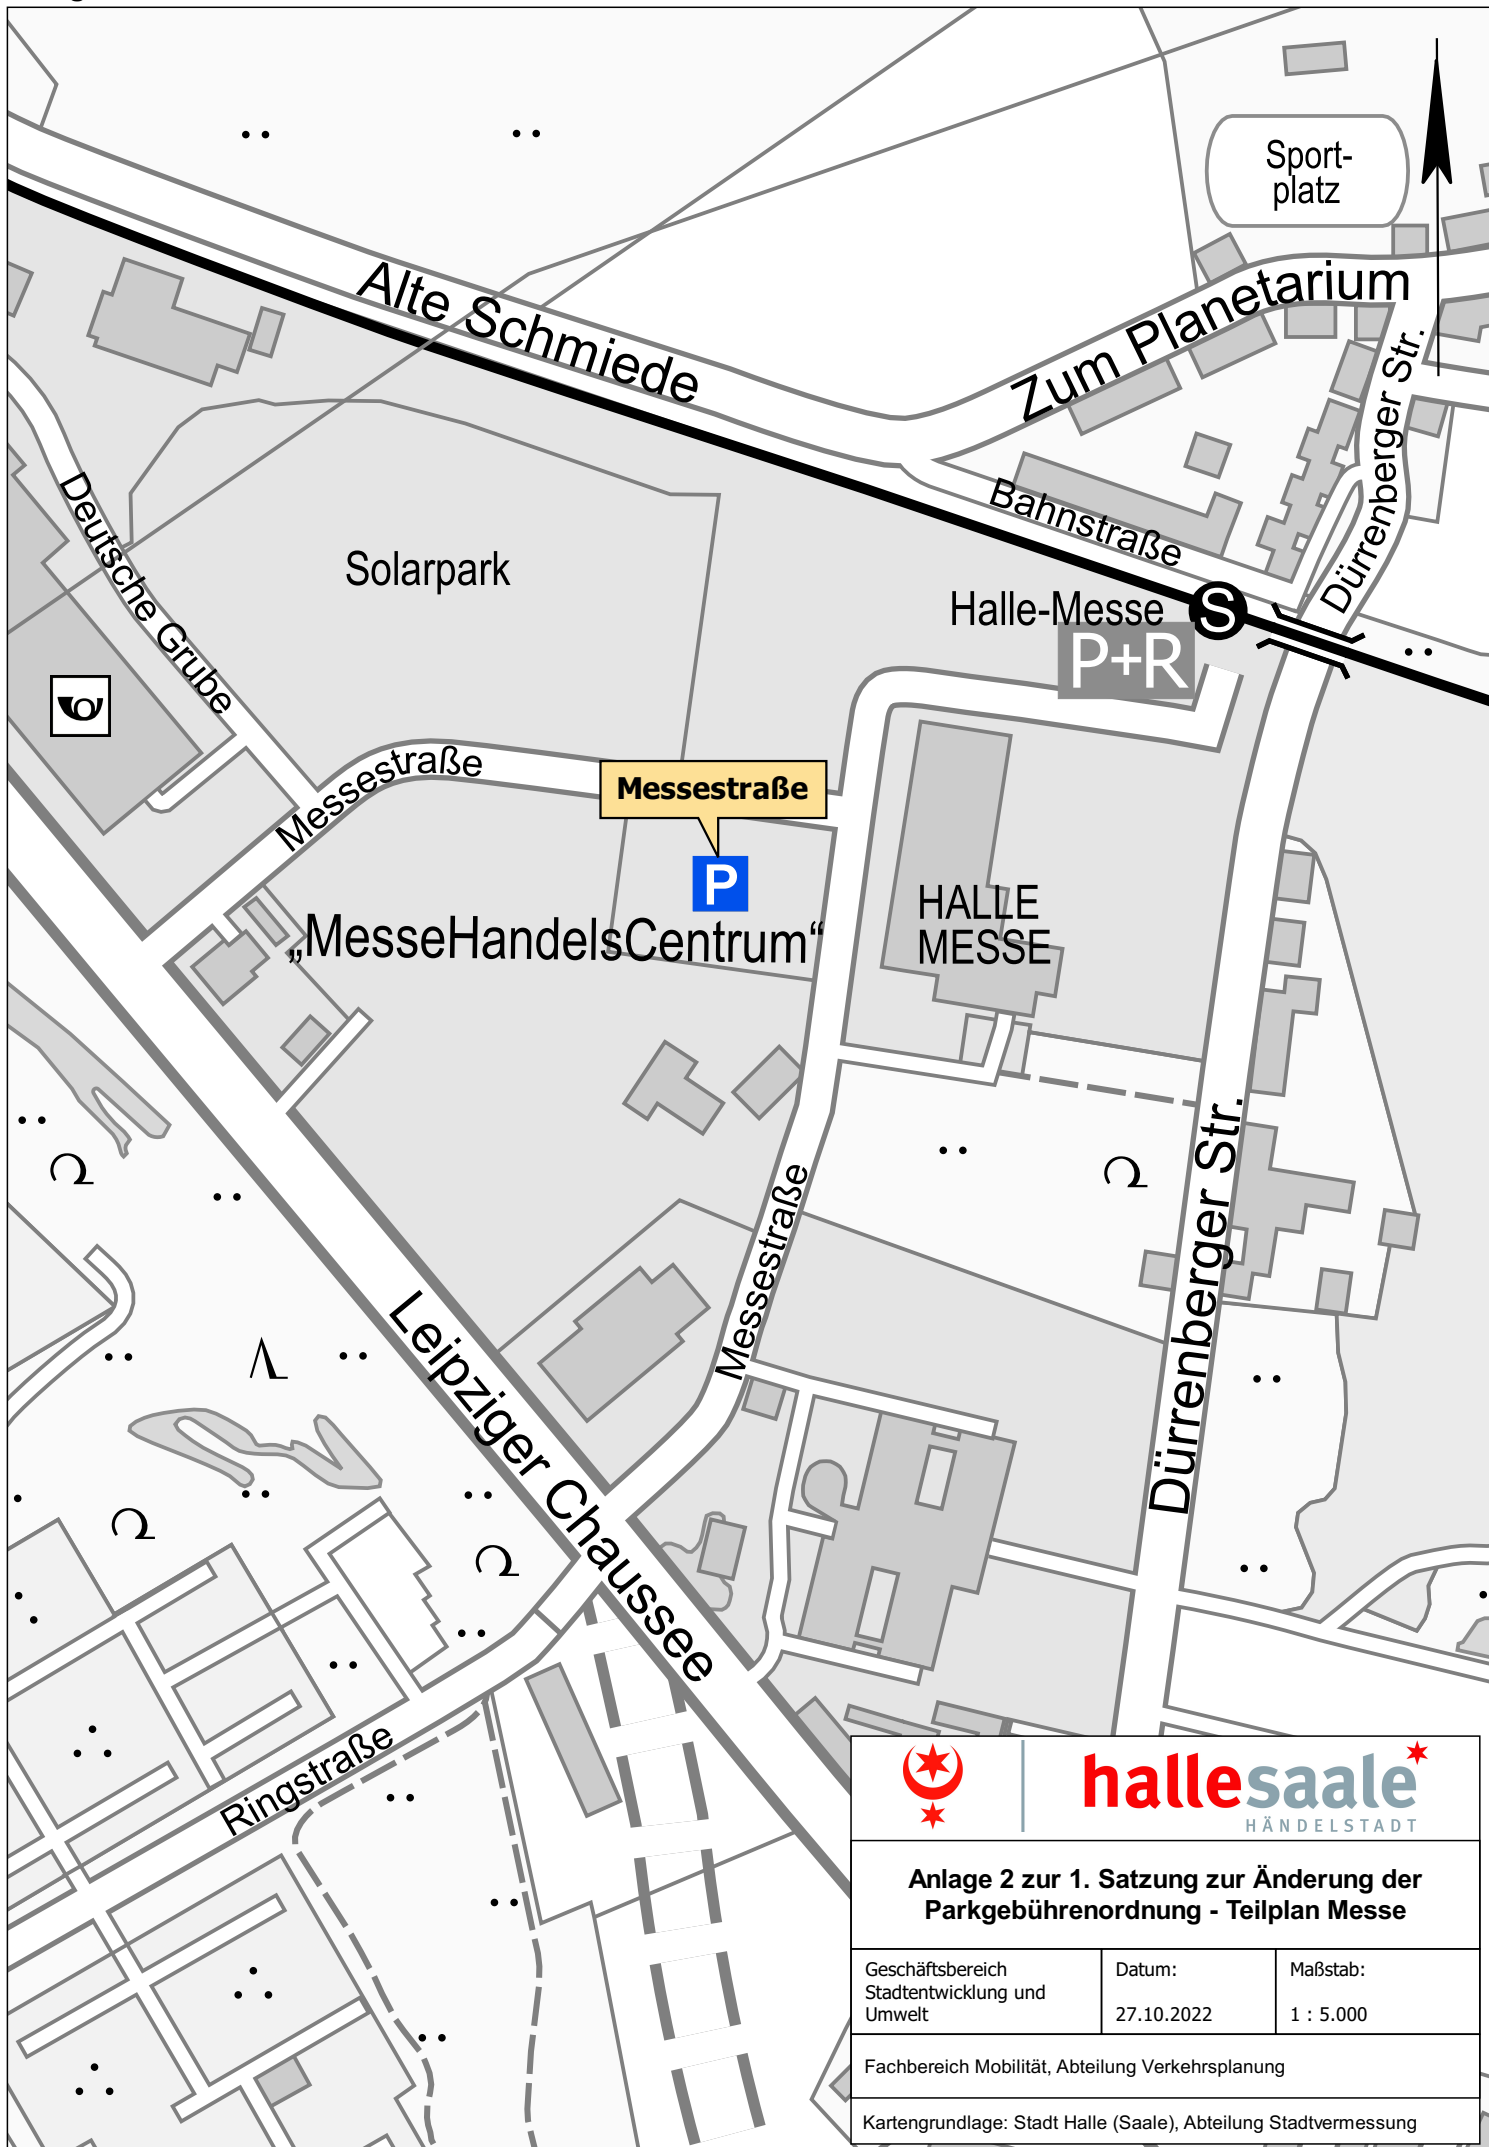 Sport-
platz
Alte Schmiede
Zum Planetarium
Dürrenberger Str.
Deutsche Grube
Bahnstraße
Solarpark
Halle-Messe
S
P+R
Messestraße
Messestraße
P
HALLE
MESSE
„MesseHandelsCentrum“
Messestraße
Dürrenberger Str.
Leipziger Chaussee
Ringstraße
hallesaale
HÄNDELSTADT
Anlage 2 zur 1. Satzung zur Änderung der
Parkgebührenordnung - Teilplan Messe
Geschäftsbereich
Stadtentwicklung und
Umwelt
Datum:
27.10.2022
Maßstab:
1 : 5.000
Fachbereich Mobilität, Abteilung Verkehrsplanung
Kartengrundlage: Stadt Halle (Saale), Abteilung Stadtvermessung